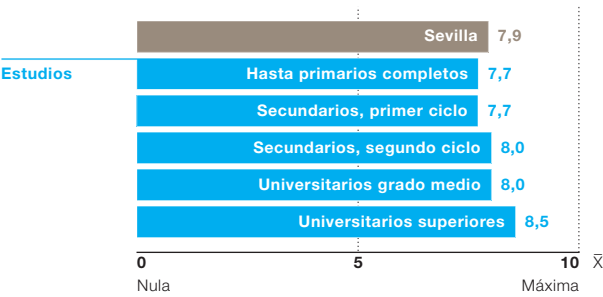 Sevilla 7,9
Estudios
Hasta primarios completos 7,7
Secundarios, primer ciclo 7,7
Secundarios, segundo ciclo 8,0
Universitarios grado medio 8,0
Universitarios superiores 8,5
0 5 10 X̅
Nula Máxima